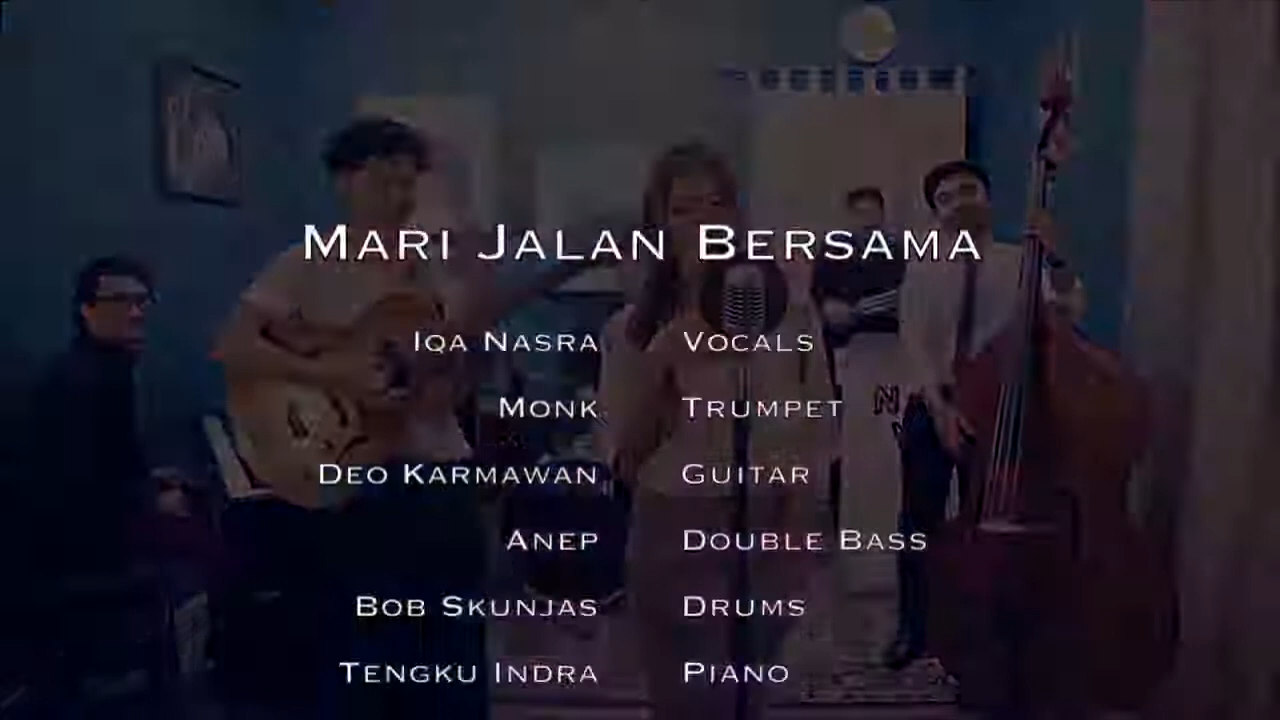 Mari Jalan Bersama
Iqa Nasra Vocals
Monk Trumpet
Deo Karmawan Guitar
Anep Double Bass
Bob Skunjas Drums
Tengku Indra Piano